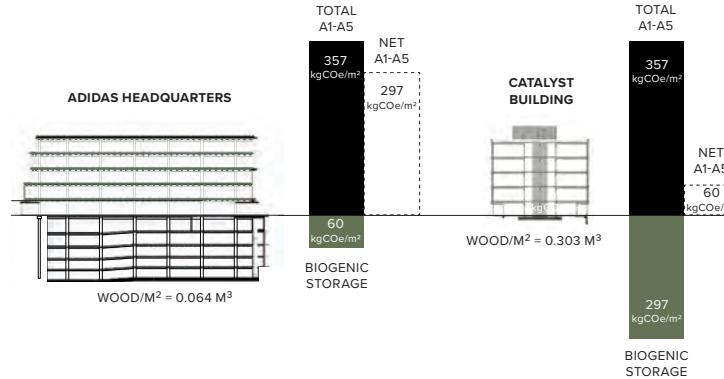 TOTAL
A1-A5
357
kgCOe/m²
NET
A1-A5
297
kgCOe/m²
ADIDAS HEADQUARTERS
60
kgCOe/m²
BIOGENIC
STORAGE
WOOD/M² = 0.064 M³
TOTAL
A1-A5
357
kgCOe/m²
CATALYST
BUILDING
NET
A1-A5
60
kgCOe/
WOOD/M² = 0.303 M³
297
kgCOe/m²
BIOGENIC
STORAGE